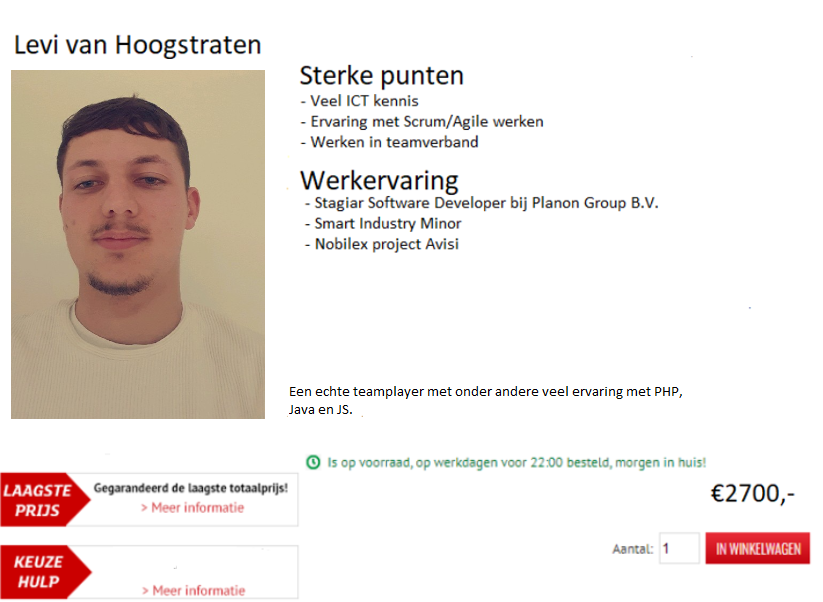 Levi van Hoogstraten
Sterke punten
- Veel ICT kennis
- Ervaring met Scrum/Agile werken
- Werken in teamverband
Werkervaring
- Stagiar Software Developer bij Planon Group B.V.
- Smart Industry Minor
- Nobilex project Avisi
Een echte teamplayer met onder andere veel ervaring met PHP,
Java en JS.
Is op voorraad, op werkdagen voor 22:00 besteld, morgen in huis!
LAAGSTE
PRIJS
Gegarandeerd de laagste totaalprijs!
> Meer informatie
€2700,-
Aantal: 1 IN WINKELWAGEN
KEUZE
HULP
> Meer informatie